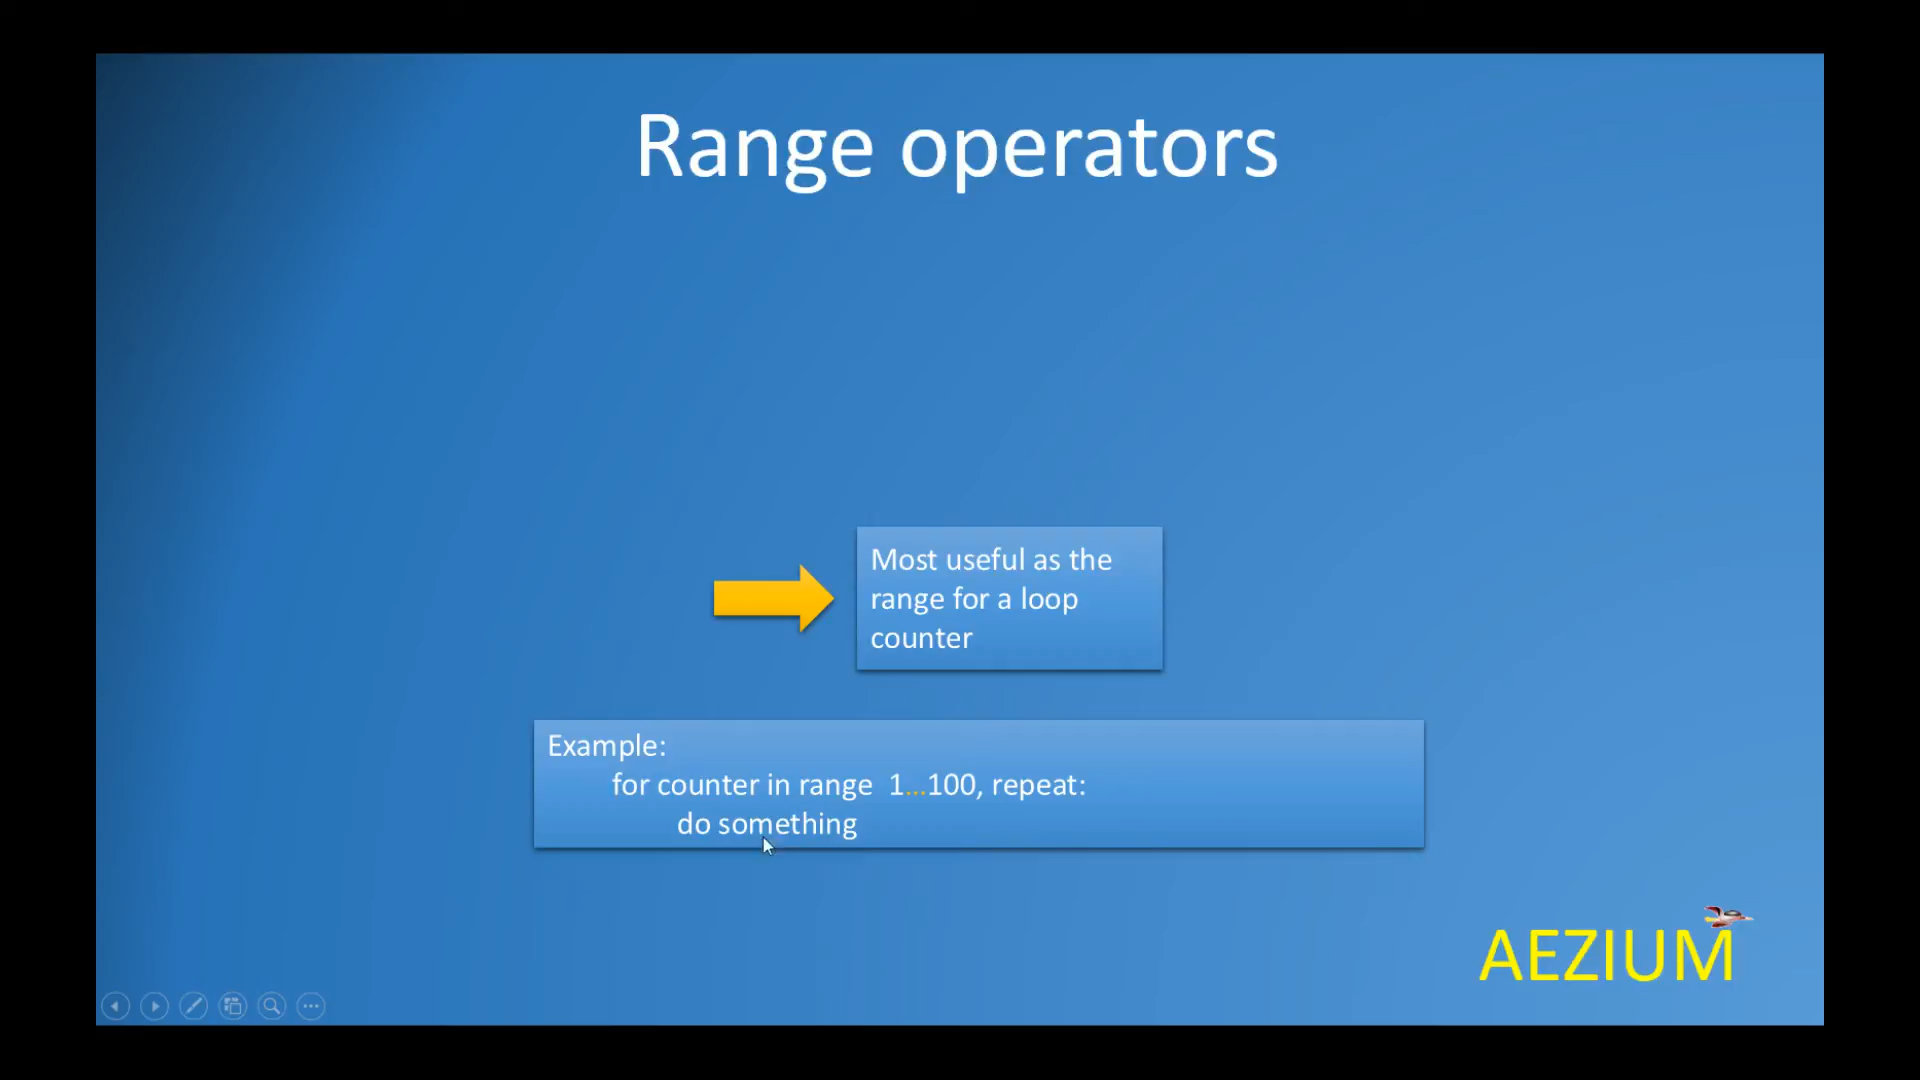 Range operators
Most useful as the
range for a loop
counter
Example:
for counter in range 1...100, repeat:
do something
AEZIUM